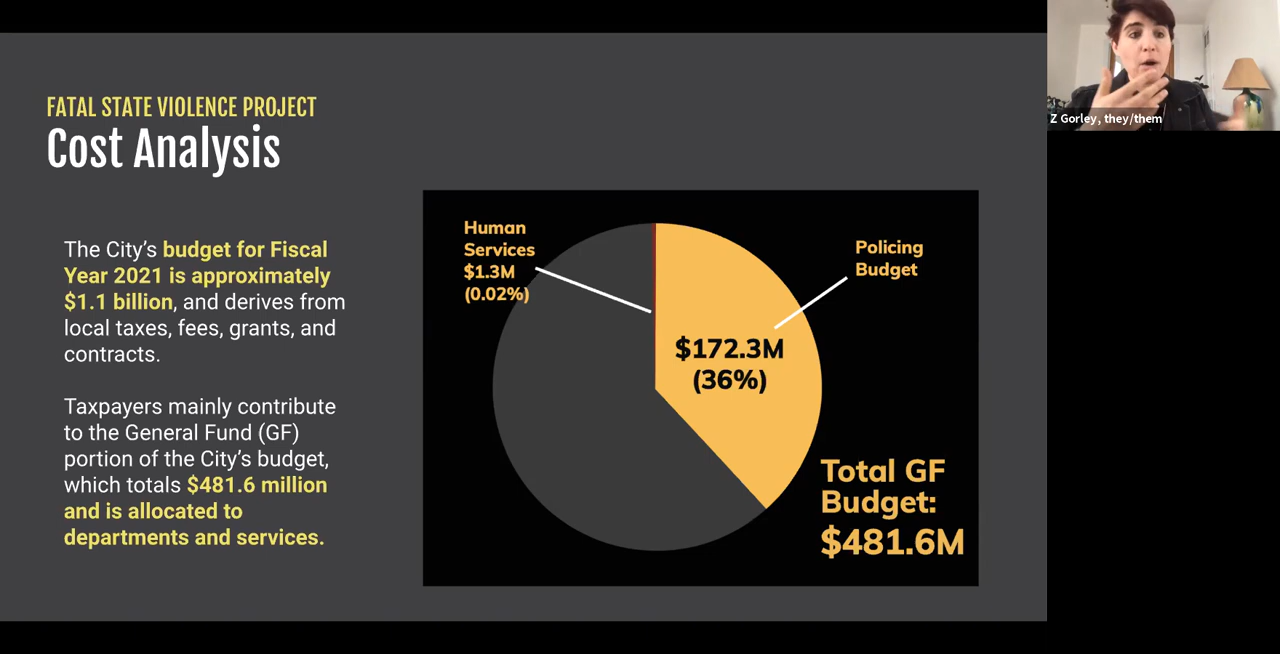 FATAL STATE VIOLENCE PROJECT
Cost Analysis
The City's budget for Fiscal
Year 2021 is approximately
$1.1 billion, and derives from
local taxes, fees, grants, and
contracts.
Taxpayers mainly contribute
to the General Fund (GF)
portion of the City's budget,
which totals $481.6 million
and is allocated to
departments and services.
Human
Services
$1.3M
(0.02%)
Policing
Budget
$172.3M
(36%)
Total GF
Budget:
$481.6M
Z Gorley, they/them